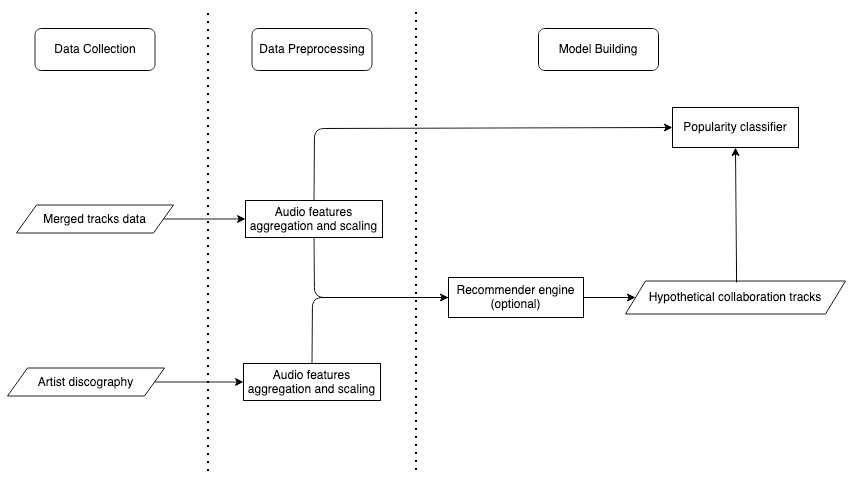 Data Collection
Data Preprocessing
Model Building
Popularity classifier
Merged tracks data
Audio features
aggregation and scaling
Recommender engine
(optional)
Hypothetical collaboration tracks
Artist discography
Audio features
aggregation and scaling